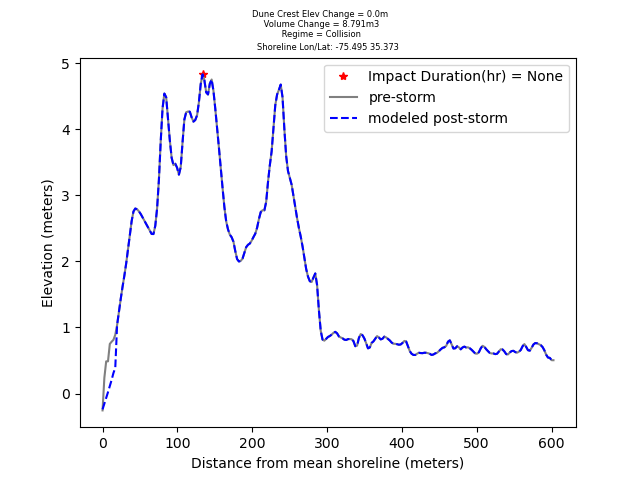 Dune Crest Elev Change = 0.0m
Volume Change = 8.791m3
Regime = Collision
Shoreline Lon/Lat: -75.495 35.373
Impact Duration(hr) = None
pre-storm
modeled post-storm
5
4
3
2
1
0
Elevation (meters)
0 100 200 300 400 500 600
Distance from mean shoreline (meters)